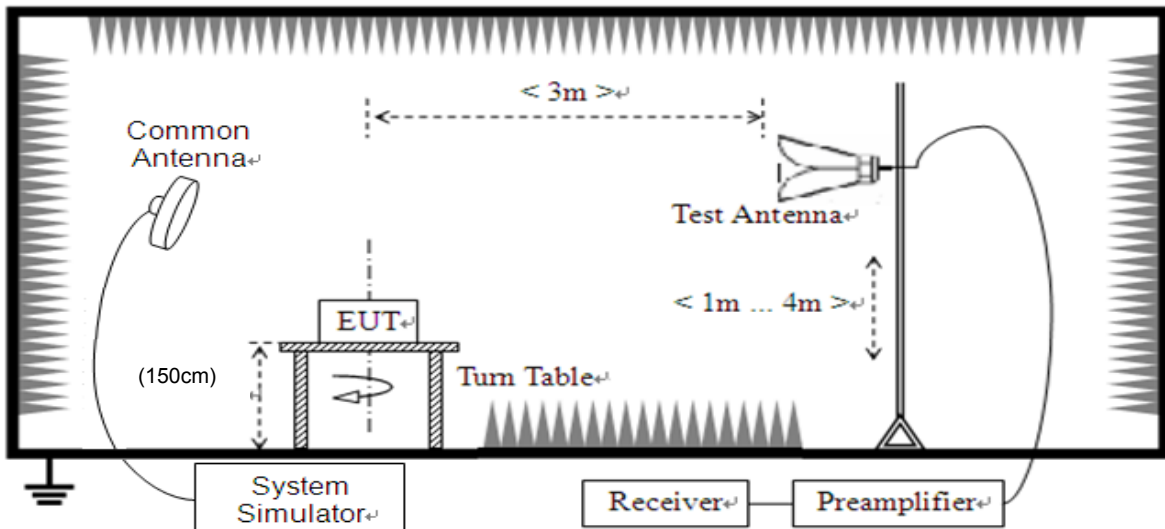 < 3m >↵
Common
Antenna↵
Test Antenna↵
< 1m ... 4m >↵
EUT↵
(150cm)
Turn Table↵
System
Simulator↵
Receiver↵
Preamplifier↵